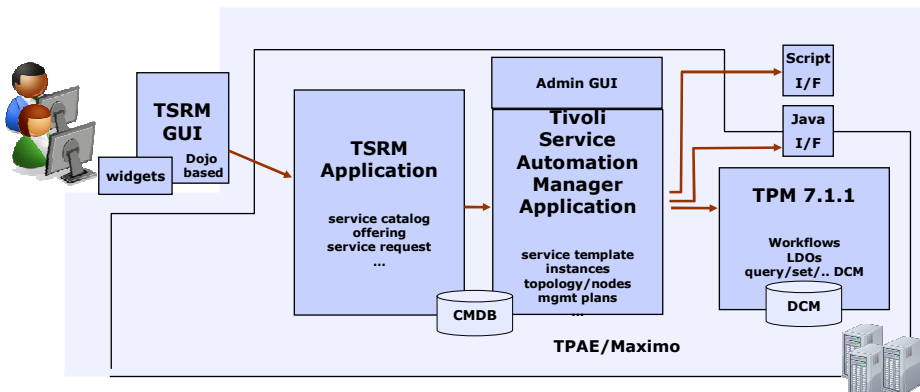 TSRM
GUI
Dojo
based
widgets
TSRM
Application
service catalog
offering
service request
...
CMDB
Admin GUI
Tivoli
Service
Automation
Manager
Application
service template
instances
topology/nodes
mgmt plans
...
Script
I/F
Java
I/F
TPM 7.1.1
Workflows
LDOs
query/set/.. DCM
DCM
TPAE/Maximo